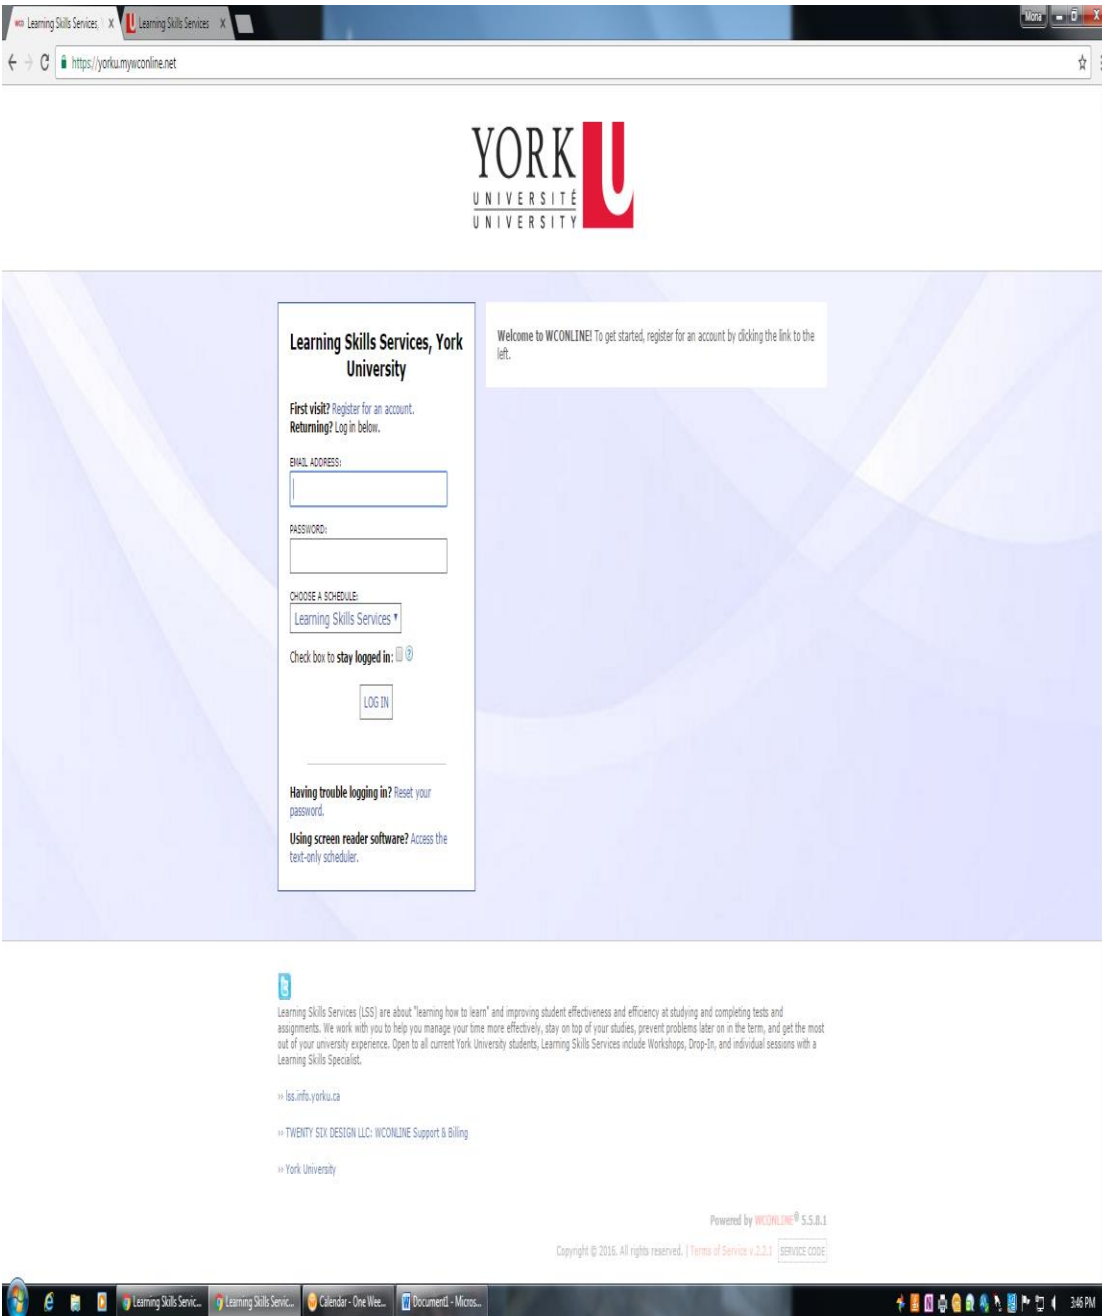 Learning Skills Services,
Learning Skills Services
Mona
https://yorku.mywconline.net
YORK U
UNIVERSITÉ
UNIVERSITY
Learning Skills Services, York
University
First visit? Register for an account.
Returning? Log in below.
EMAIL ADDRESS:
PASSWORD:
CHOOSE A SCHEDULE:
Learning Skills Services
Check box to stay logged in: ?
LOG IN
Having trouble logging in? Reset your
password.
Using screen reader software? Access the
text-only scheduler.
Welcome to WCONLINE! To get started, register for an account by clicking the link to the
left.
Learning Skills Services (LSS) are about "learning how to learn" and improving student effectiveness and efficiency at studying and completing tests and
assignments. We work with you to help you manage your time more effectively, stay on top of your studies, prevent problems later on in the term, and get the most
out of your university experience. Open to all current York University students, Learning Skills Services include Workshops, Drop-In, and individual sessions with a
Learning Skills Specialist.
›› lss.info.yorku.ca
›› TWENTY SIX DESIGN LLC: WCONLINE Support & Billing
›› York University
Powered by WCONLINE® 5.5.8.1
Copyright © 2016. All rights reserved. | Terms of Service v.2.2.1 SERVICE CODE
Learning Skills Servic...
Learning Skills Servic...
Calendar - One Wee...
Document1 - Micros...
3:46 PM